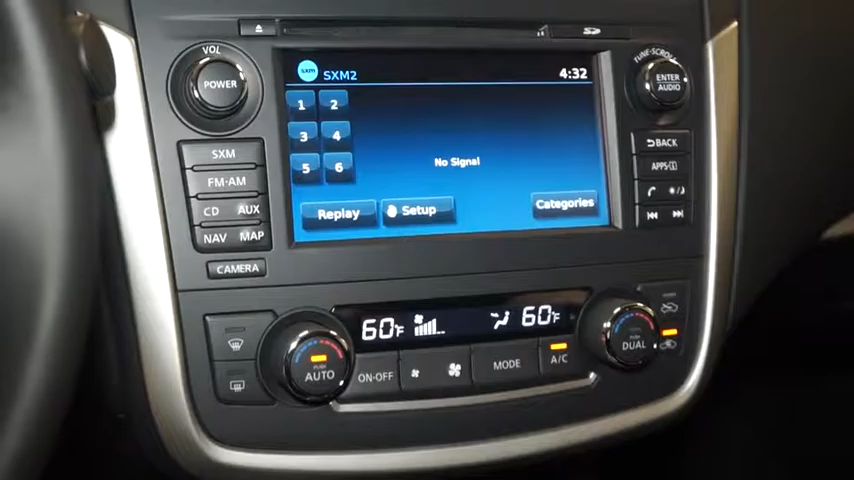 VOL
TUNE·SCROLL
POWER
sxm SXM2 4:32
ENTER
AUDIO
1 2
3 4
5 6
No Signal
Replay Setup Categories
SXM
FM·AM
CD AUX
NAV MAP
CAMERA
BACK
APPS
60°F 60°F
PUSH
AUTO
ON·OFF
MODE
A/C
PUSH
DUAL